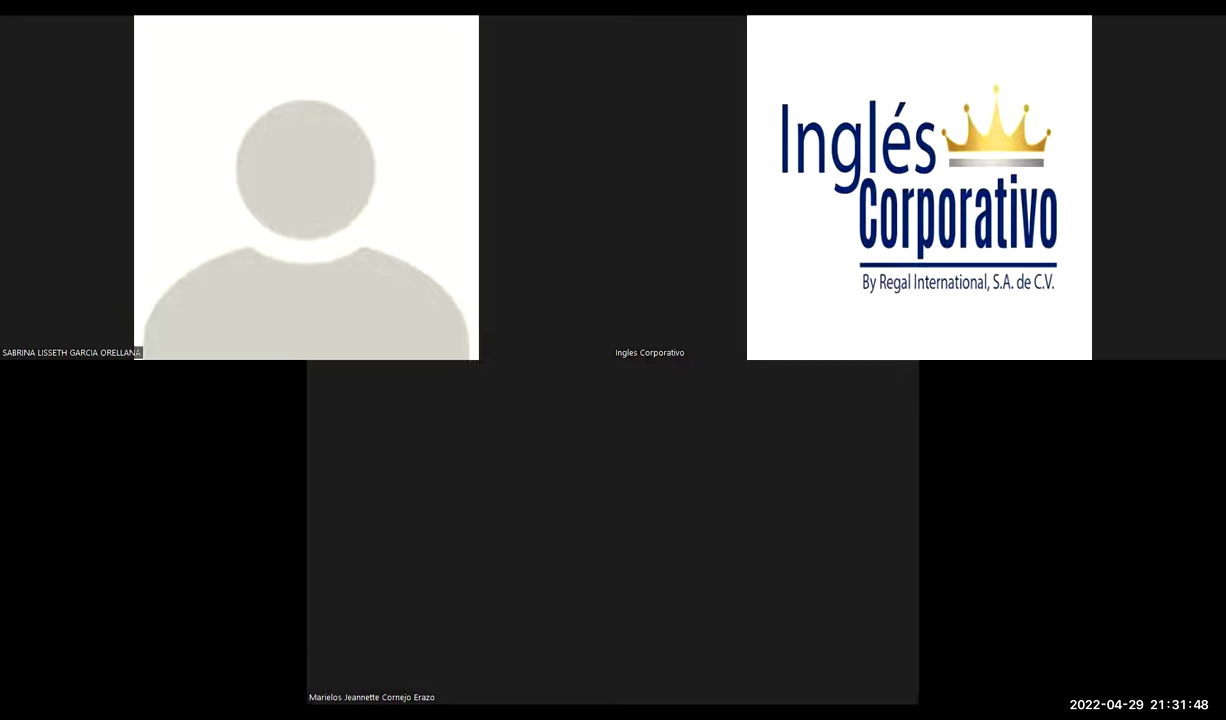 Inglés
Corporativo
By Regal International, S.A. de C.V.
SABRINA LISSETH GARCIA ORELLANA
Ingles Corporativo
Marielos Jeannette Cornejo Erazo
2022-04-29 21:31:48